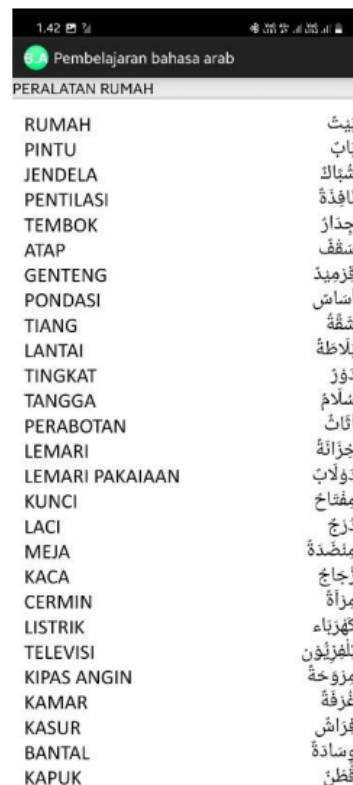 1.42
B.A Pembelajaran bahasa arab
PERALATAN RUMAH
RUMAH بَيْتٌ
PINTU بَابٌ
JENDELA شُبَّاكٌ
PENTILASI نَافِذَةٌ
TEMBOK جِدَارٌ
ATAP سَقْفٌ
GENTENG قِرْمِيدٌ
PONDASI أَسَاسٌ
TIANG شَقَّةٌ
LANTAI بَلَاطَةٌ
TINGKAT دَوْرٌ
TANGGA سُلَامٌ
PERABOTAN اَثَاثٌ
LEMARI خِزَانَةٌ
LEMARI PAKAIAAN دَوْلَابٌ
KUNCI مِفْتَاحٌ
LACI دُرْجٌ
MEJA مِنْضَدَةٌ
KACA زُجَاجٌ
CERMIN مِرْأَةٌ
LISTRIK كَهْرَبَاء
TELEVISI تِلْفِزِيُوْن
KIPAS ANGIN مِرْوَحَةٌ
KAMAR غُرْفَةٌ
KASUR فِرَاشٌ
BANTAL وِسَادَةٌ
KAPUK قُطْنٌ